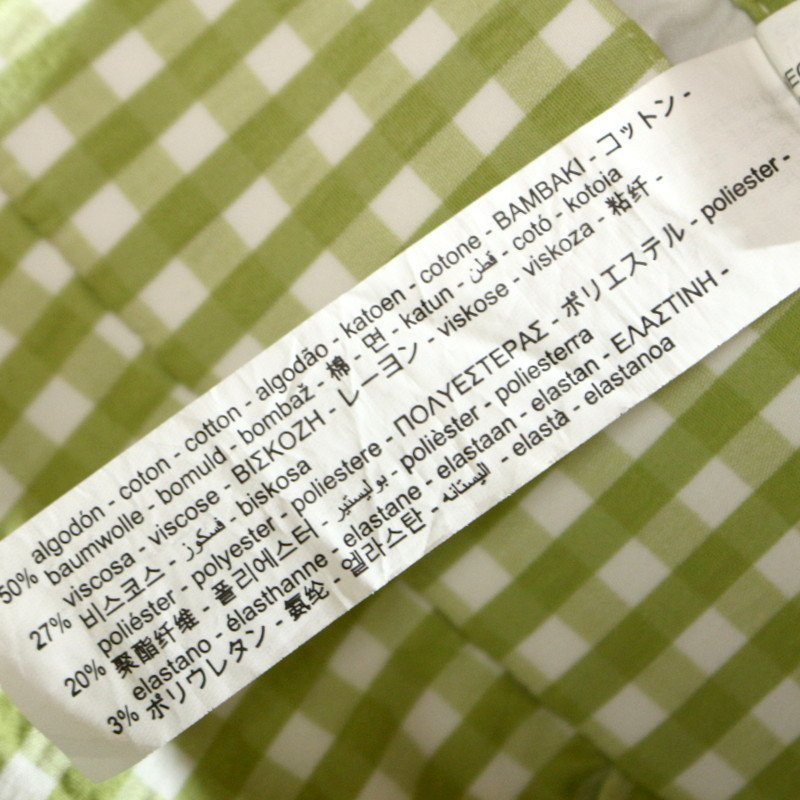 50% algodón - coton - cotton - algodão - katoen - cotone - ΒΑΜΒΑΚΙ - コットン -
baumwolle - bomuld - bombaž - 棉 - 면 - katun - قطن - cotó - kotoia
27% viscosa - viscose - ΒΙΣΚΟΖΗ - レーヨン - viskose - viskoza - 粘纤 -
비스코스 - فسكوز - biskosa
20% poliéster - polyester - poliestere - ΠΟΛΥΕΣΤΕΡΑΣ - ポリエステル - poliester -
聚酯纤维 - 폴리에스터 - بوليستير - polièster - poliesterra
3% elastano - élasthanne - elastane - elastaan - elastan - ΕΛΑΣΤΙΝΗ -
ポリウレタン - 氨纶 - 엘라스탄 - اليستانه - elastà - elastanoa